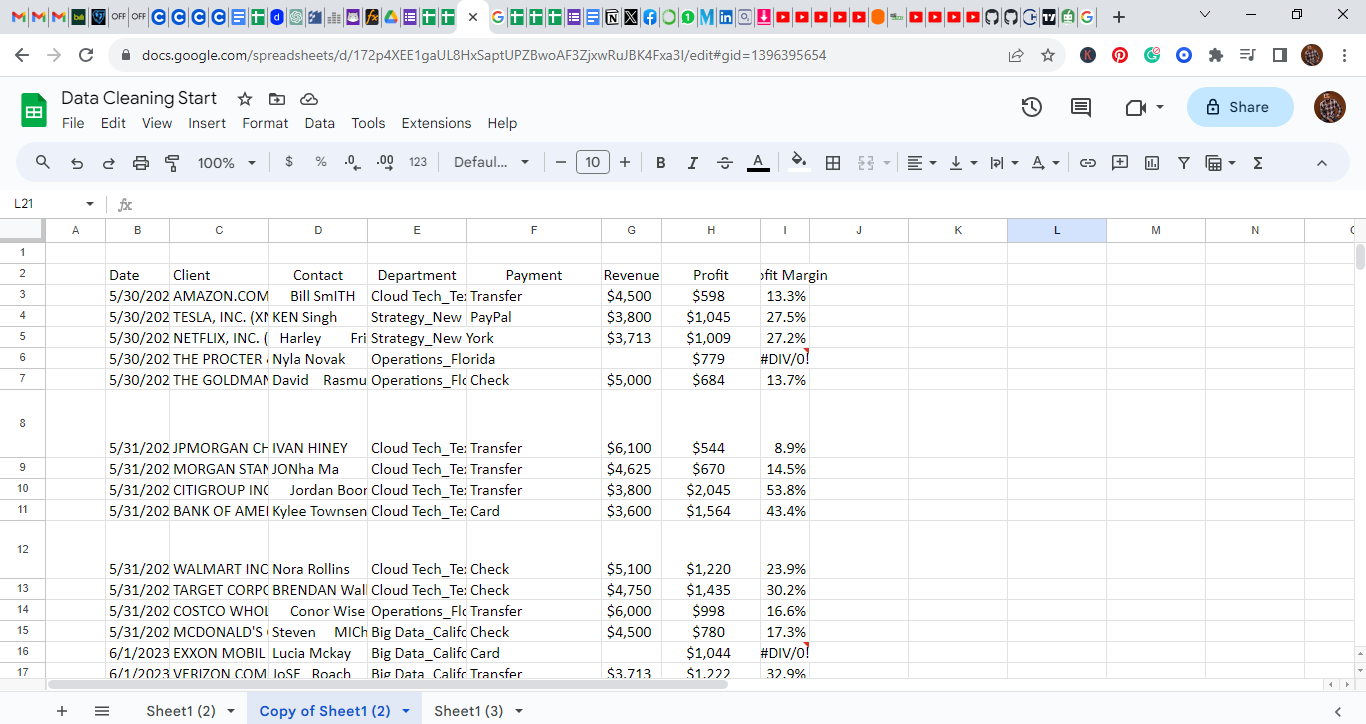 OFF OFF
docs.google.com/spreadsheets/d/172p4XEE1gaUL8HxSaptUPZBwoAF3ZjxwRuJBK4Fxa3I/edit#gid=1396395654
Data Cleaning Start
File Edit View Insert Format Data Tools Extensions Help
Share
100% $ % .0 .00 123 Defaul... 10 B I A
L21 fx
A B C D E F G H I J K L M N
1
2 Date Client Contact Department Payment Revenue Profit ofit Margin
3 5/30/202 AMAZON.COM Bill SmITH Cloud Tech_Te Transfer $4,500 $598 13.3%
4 5/30/202 TESLA, INC. (XN KEN Singh Strategy_New PayPal $3,800 $1,045 27.5%
5 5/30/202 NETFLIX, INC. ( Harley Fri Strategy_New York $3,713 $1,009 27.2%
6 5/30/202 THE PROCTER Nyla Novak Operations_Florida $779 #DIV/0!
7 5/30/202 THE GOLDMAN David Rasmu Operations_Flo Check $5,000 $684 13.7%
8 5/31/202 JPMORGAN CH IVAN HINEY Cloud Tech_Te Transfer $6,100 $544 8.9%
9 5/31/202 MORGAN STAN JONha Ma Cloud Tech_Te Transfer $4,625 $670 14.5%
10 5/31/202 CITIGROUP INC Jordan Boon Cloud Tech_Te Transfer $3,800 $2,045 53.8%
11 5/31/202 BANK OF AMEI Kylee Townsen Cloud Tech_Te Card $3,600 $1,564 43.4%
12 5/31/202 WALMART INC Nora Rollins Cloud Tech_Te Check $5,100 $1,220 23.9%
13 5/31/202 TARGET CORPO BRENDAN Wal Cloud Tech_Te Check $4,750 $1,435 30.2%
14 5/31/202 COSTCO WHOL Conor Wise Operations_Flo Transfer $6,000 $998 16.6%
15 5/31/202 MCDONALD'S Steven MICh Big Data_Califo Check $4,500 $780 17.3%
16 6/1/2023 EXXON MOBIL Lucia Mckay Big Data_Califo Card $1,044 #DIV/0!
17 6/1/2023 VERIZON COM JoSE Roach Big Data_Califo Transfer $3,713 $1,222 32.9%
Sheet1 (2) Copy of Sheet1 (2) Sheet1 (3)